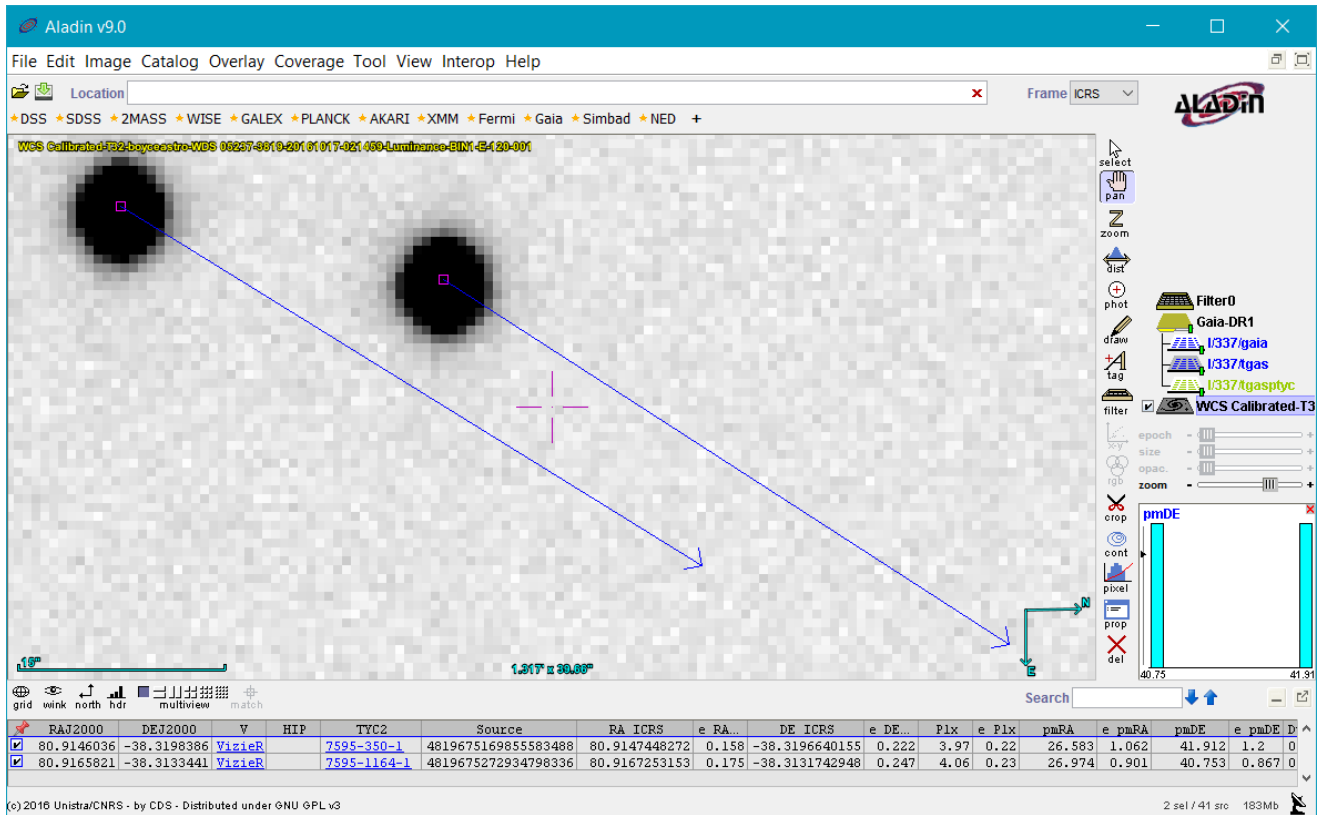 Aladin v9.0
File Edit Image Catalog Overlay Coverage Tool View Interop Help
Location
Frame ICRS
ALADiN
DSS SDSS 2MASS WISE GALEX PLANCK AKARI XMM Fermi Gaia Simbad NED +
WCS Calibrated-T32-boyceastro-WDS 05237-3819-20161017-021459-Luminance-BIN1-E-120-001
select
pan
zoom
dist
phot
draw
tag
filter
x-y
rgb
crop
cont
pixel
prop
del
Filter0
Gaia-DR1
I/337/gaia
I/337/tgas
I/337/tgasptyc
WCS Calibrated-T3
epoch - +
size - +
opac. - +
zoom - +
pmDE
40.75 41.91
N
E
15"
1.317' x 39.66"
grid wink north hdr multiview match
Search
RAJ2000 DEJ2000 V HIP TYC2 Source RA ICRS e RA... DE ICRS e DE... Plx e Plx pmRA e pmRA pmDE e pmDE D
80.9146036 -38.3198386 VizieR 7595-350-1 4819675169855583488 80.9147448272 0.158 -38.3196640155 0.222 3.97 0.22 26.583 1.062 41.912 1.2 0
80.9165821 -38.3133441 VizieR 7595-1164-1 4819675272934798336 80.9167253153 0.175 -38.3131742948 0.247 4.06 0.23 26.974 0.901 40.753 0.867 0
(c) 2016 Unistra/CNRS - by CDS - Distributed under GNU GPL v3
2 sel / 41 src 183Mb